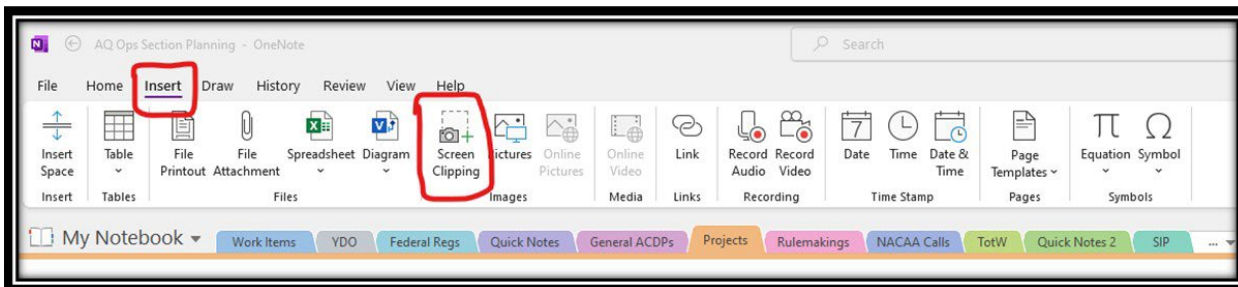 AQ Ops Section Planning - OneNote
Search
File Home Insert Draw History Review View Help
Insert Space
Table
File Printout
File Attachment
Spreadsheet
Diagram
Screen Clipping
Pictures
Online Pictures
Online Video
Link
Record Audio
Record Video
7
Date
Time
Date & Time
Page Templates
π
Equation
Ω
Symbol
Insert Tables Files Images Media Links Recording Time Stamp Pages Symbols
My Notebook Work Items YDO Federal Regs Quick Notes General ACDPs Projects Rulemakings NACAA Calls TotW Quick Notes 2 SIP ...